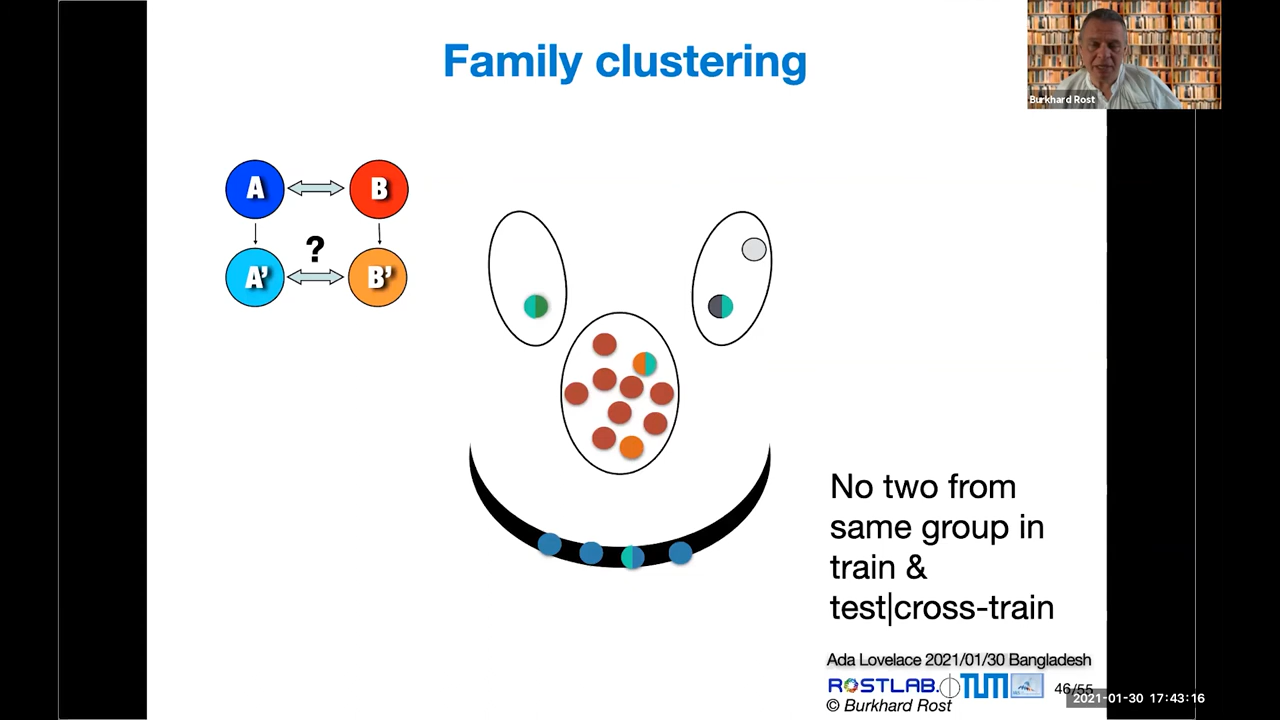 Family clustering
Burkhard Rost
A
B
?
A'
B'
No two from
same group in
train &
test|cross-train
Ada Lovelace 2021/01/30 Bangladesh
ROSTLAB. TUM
46/55
2021-01-30 17:43:16
© Burkhard Rost